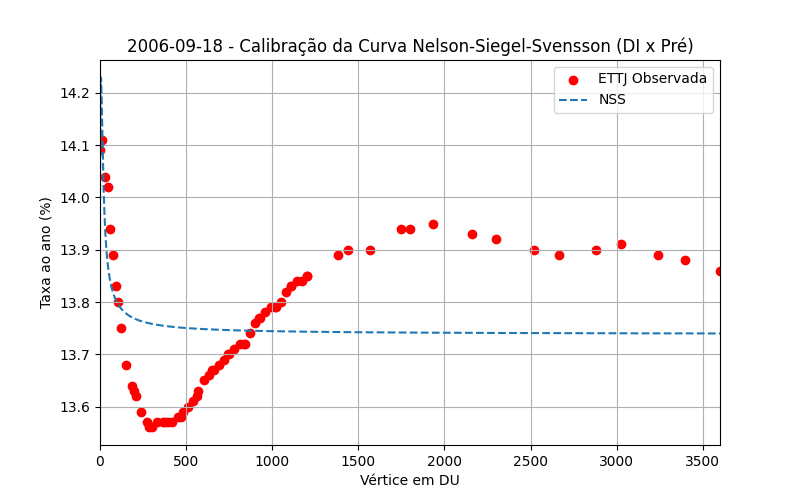 2006-09-18 - Calibração da Curva Nelson-Siegel-Svensson (DI x Pré)
ETTJ Observada
NSS
Taxa ao ano (%)
14.2
14.1
14.0
13.9
13.8
13.7
13.6
0 500 1000 1500 2000 2500 3000 3500
Vértice em DU